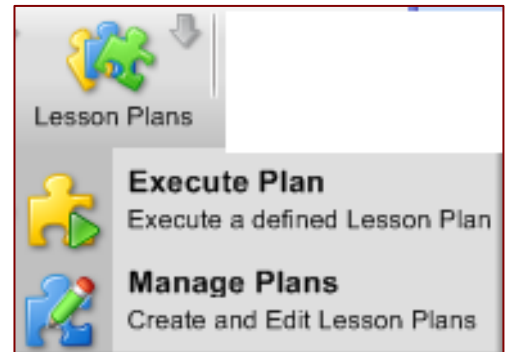 Lesson Plans
Execute Plan
Execute a defined Lesson Plan
Manage Plans
Create and Edit Lesson Plans